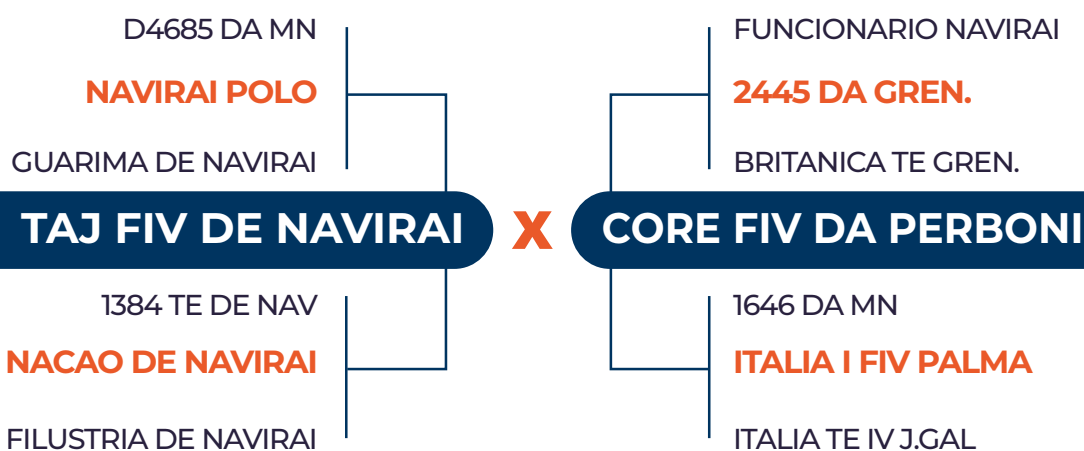 D4685 DA MN
NAVIRAI POLO
GUARIMA DE NAVIRAI
FUNCIONARIO NAVIRAI
2445 DA GREN.
BRITANICA TE GREN.
TAJ FIV DE NAVIRAI X CORE FIV DA PERBONI
1384 TE DE NAV
NACAO DE NAVIRAI
FILUSTRIA DE NAVIRAI
1646 DA MN
ITALIA I FIV PALMA
ITALIA TE IV J.GAL